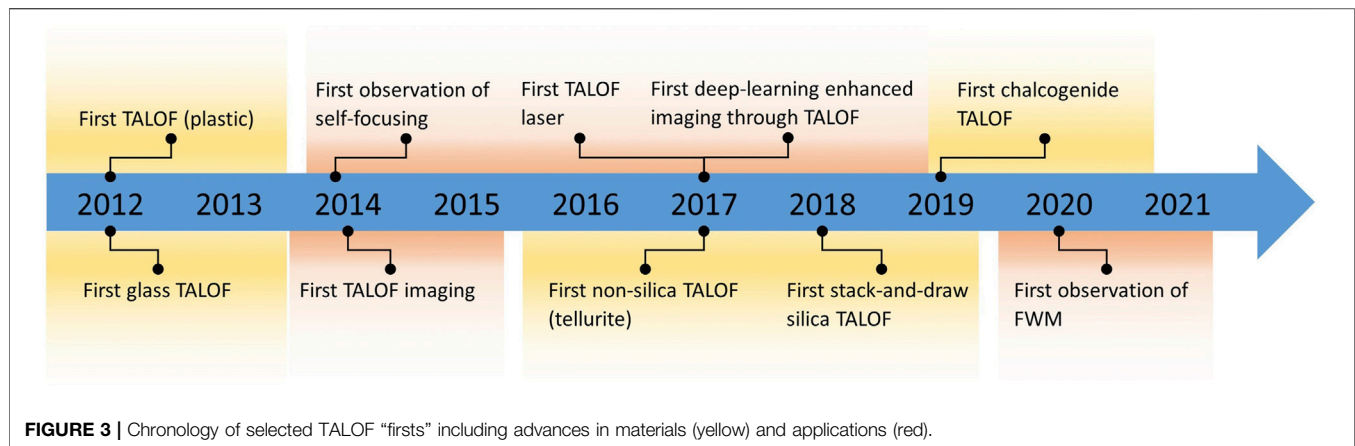 First TALOF (plastic)
First observation of
self-focusing
First TALOF
laser
First deep-learning enhanced
imaging through TALOF
First chalcogenide
TALOF
2012 2013 2014 2015 2016 2017 2018 2019 2020 2021
First glass TALOF
First TALOF imaging
First non-silica TALOF
(tellurite)
First stack-and-draw
silica TALOF
First observation of
FWM
FIGURE 3 | Chronology of selected TALOF “firsts” including advances in materials (yellow) and applications (red).